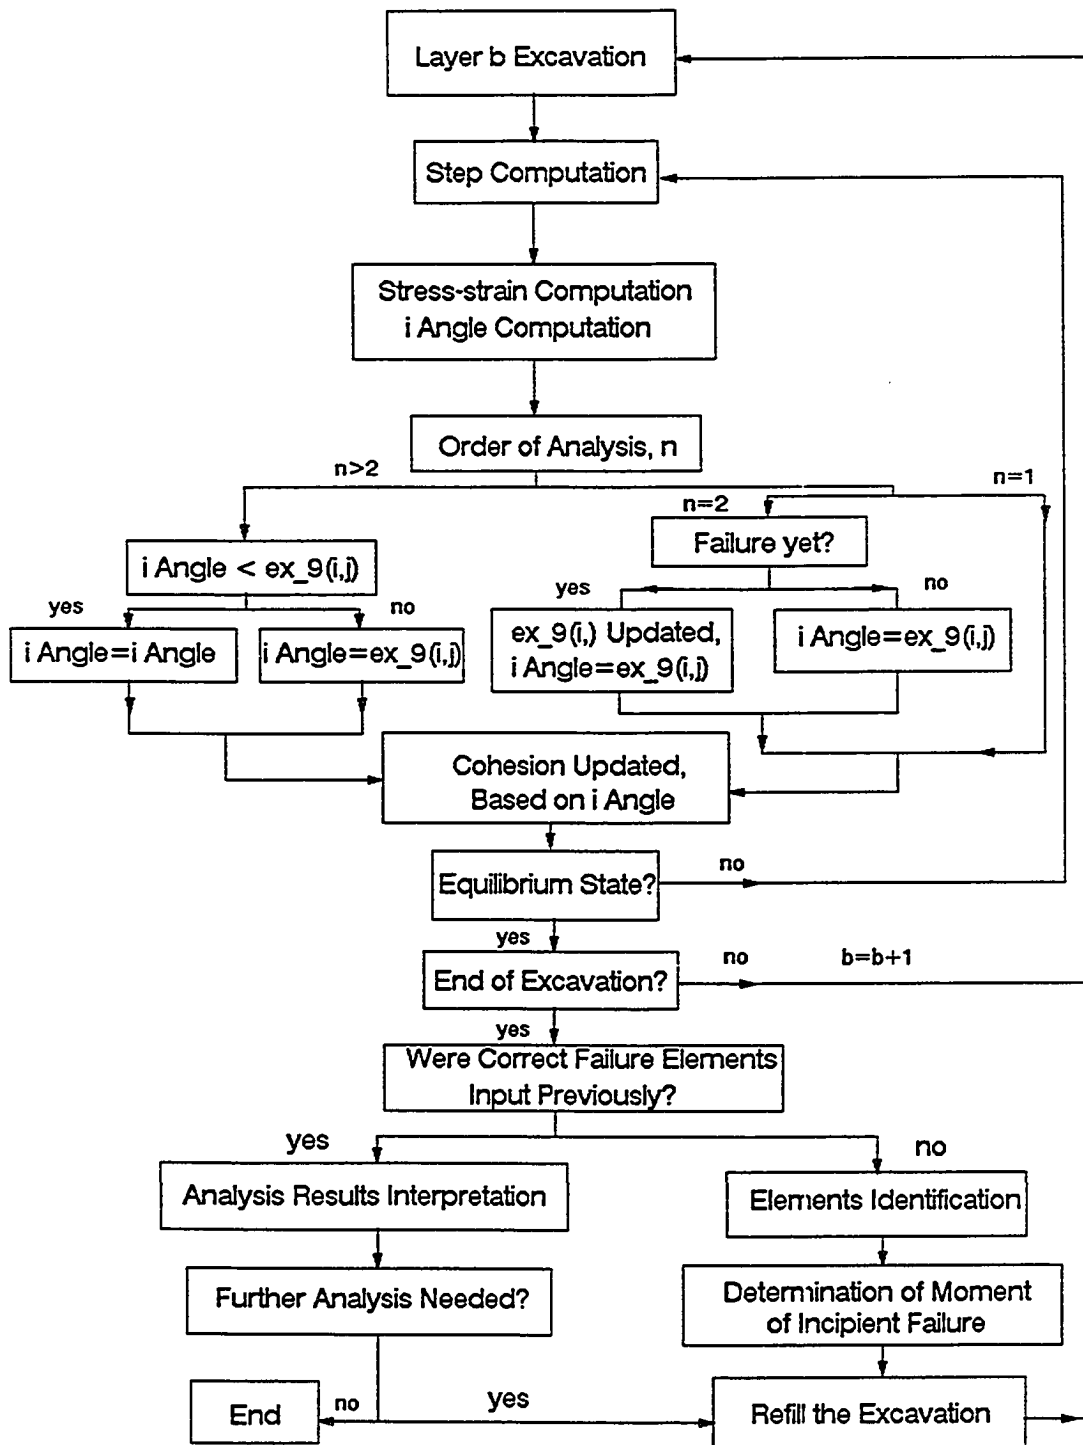 Layer b Excavation
Step Computation
Stress-strain Computation
i Angle Computation
Order of Analysis, n
n>2
n=1
n=2
Failure yet?
i Angle < ex_9(i,j)
yes
no
yes
no
i Angle=i Angle
i Angle=ex_9(i,j)
ex_9(i,) Updated,
i Angle=ex_9(i,j)
i Angle=ex_9(i,j)
Cohesion Updated,
Based on i Angle
Equilibrium State?
no
yes
End of Excavation?
no
b=b+1
yes
Were Correct Failure Elements
Input Previously?
yes
no
Analysis Results Interpretation
Elements Identification
Further Analysis Needed?
Determination of Moment
of Incipient Failure
End
no
yes
Refill the Excavation